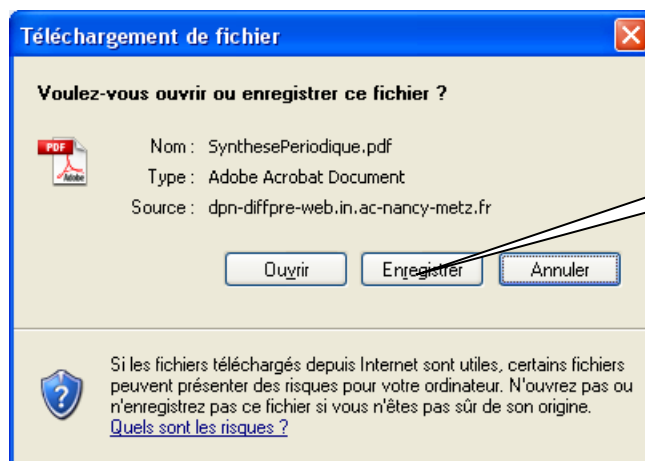 Téléchargement de fichier
Voulez-vous ouvrir ou enregistrer ce fichier ?
PDF
Adobe
Nom : SynthesePeriodique.pdf
Type : Adobe Acrobat Document
Source : dpn-diffpre-web.in.ac-nancy-metz.fr
Ouvrir Enregistrer Annuler
Si les fichiers téléchargés depuis Internet sont utiles, certains fichiers
peuvent présenter des risques pour votre ordinateur. N'ouvrez pas ou
n'enregistrez pas ce fichier si vous n'êtes pas sûr de son origine.
Quels sont les risques ?